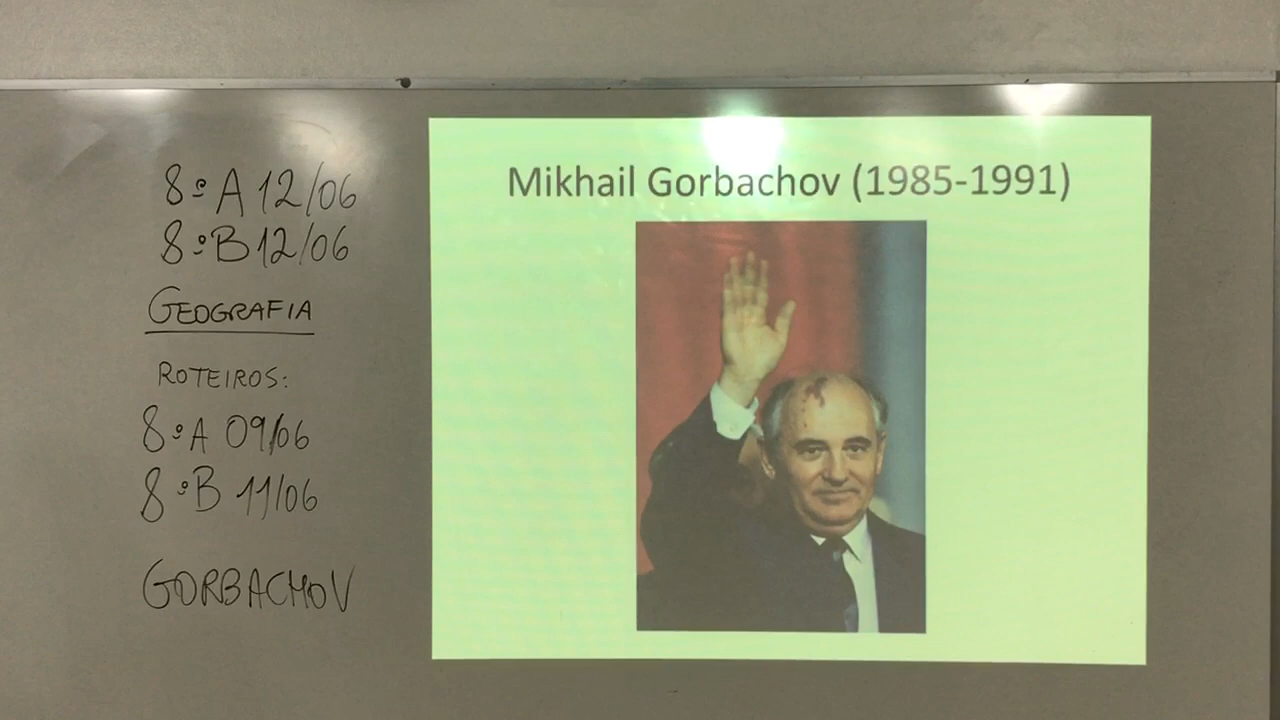 8º A 12/06
8º B 12/06
GEOGRAFIA
ROTEIROS:
8º A 09/06
8º B 11/06
GORBACHOV
Mikhail Gorbachov (1985-1991)